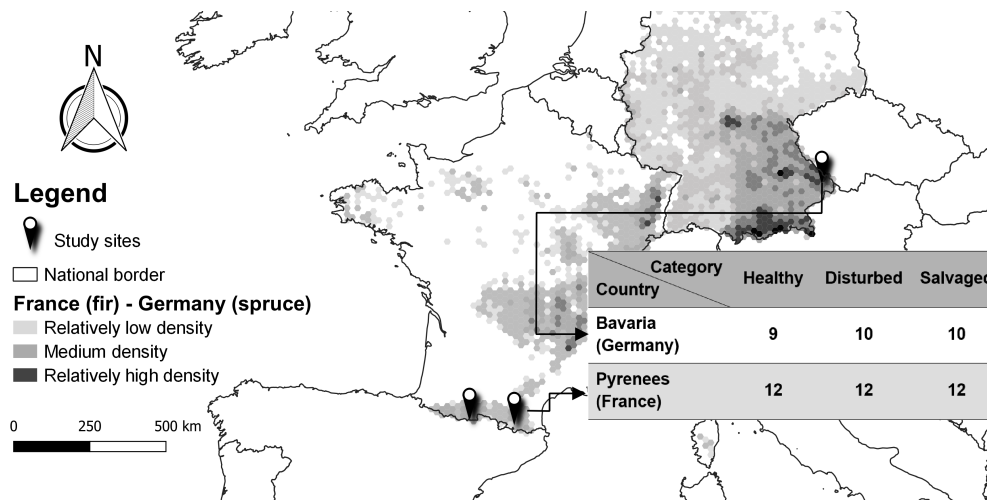 N
Legend
Study sites
National border
France (fir) - Germany (spruce)
Relatively low density
Medium density
Relatively high density
0 250 500 km
Category
Country
Healthy Disturbed Salvaged
Bavaria
(Germany)
9 10 10
Pyrenees
(France)
12 12 12